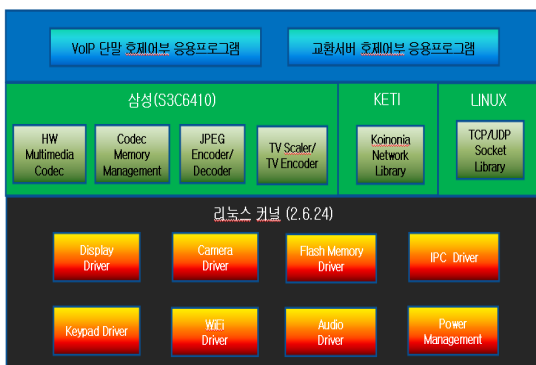 VoIP 단말 호제어부 응용프로그램
교환서버 호제어부 응용프로그램
삼성(S3C6410)
KETI
LINUX
HW
Multimedia
Codec
Codec
Memory
Management
JPEG
Encoder/
Decoder
TV Scaler/
TV Encoder
Koinonia
Network
Library
TCP/UDP
Socket
Library
리눅스 커널 (2.6.24)
Display
Driver
Camera
Driver
Flash Memory
Driver
IPC Driver
Keypad Driver
WiFi
Driver
Audio
Driver
Power
Management